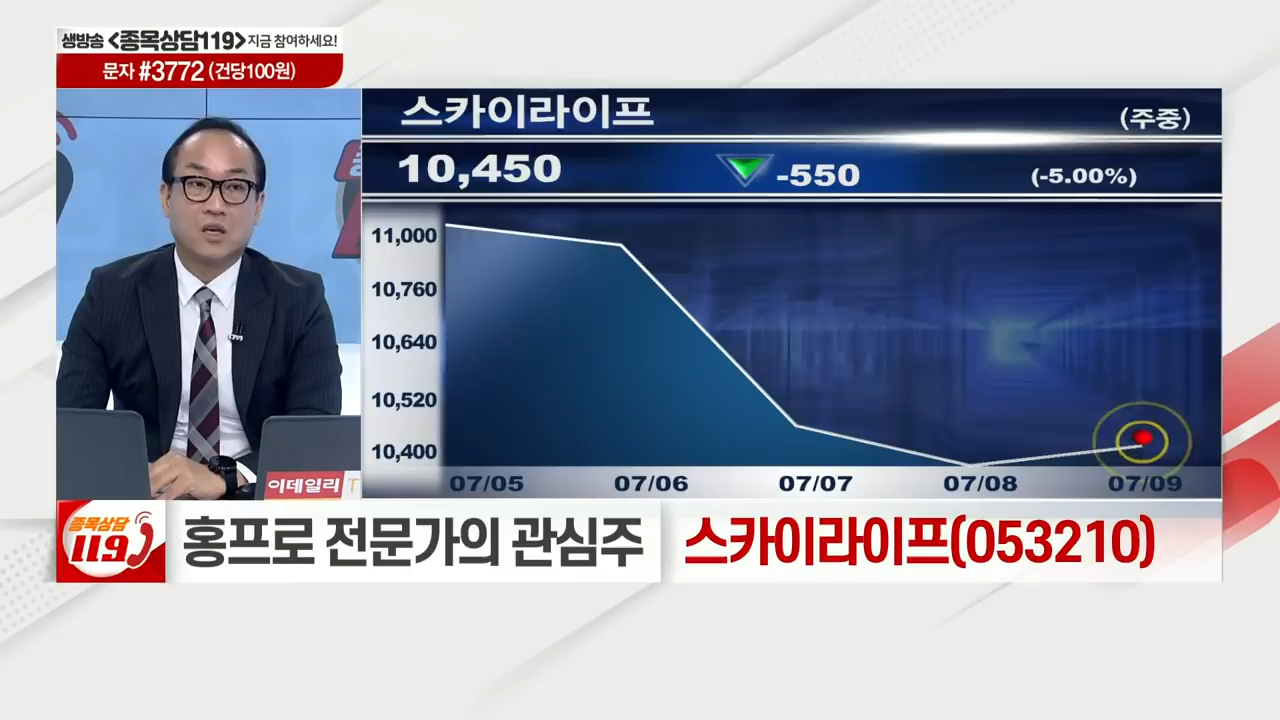 생방송 <종목상담119> 지금 참여하세요!
문자 #3772 (건당100원)
스카이라이프
(주중)
10,450 -550 (-5.00%)
11,000
10,760
10,640
10,520
10,400
07/05 07/06 07/07 07/08 07/09
이데일리 T
종목상담
119
홍프로 전문가의 관심주 스카이라이프(053210)